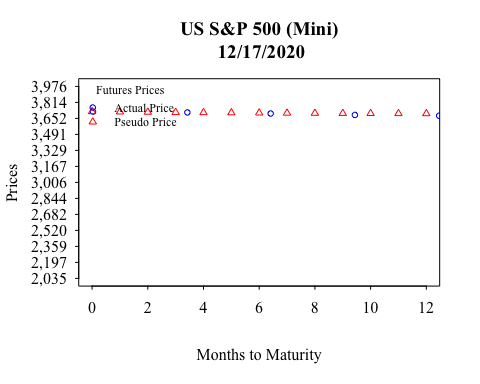 US S&P 500 (Mini)
12/17/2020
Prices
3,976
3,814
3,652
3,491
3,329
3,167
3,006
2,844
2,682
2,520
2,359
2,197
2,035
Futures Prices
Actual Price
Pseudo Price
0 2 4 6 8 10 12
Months to Maturity